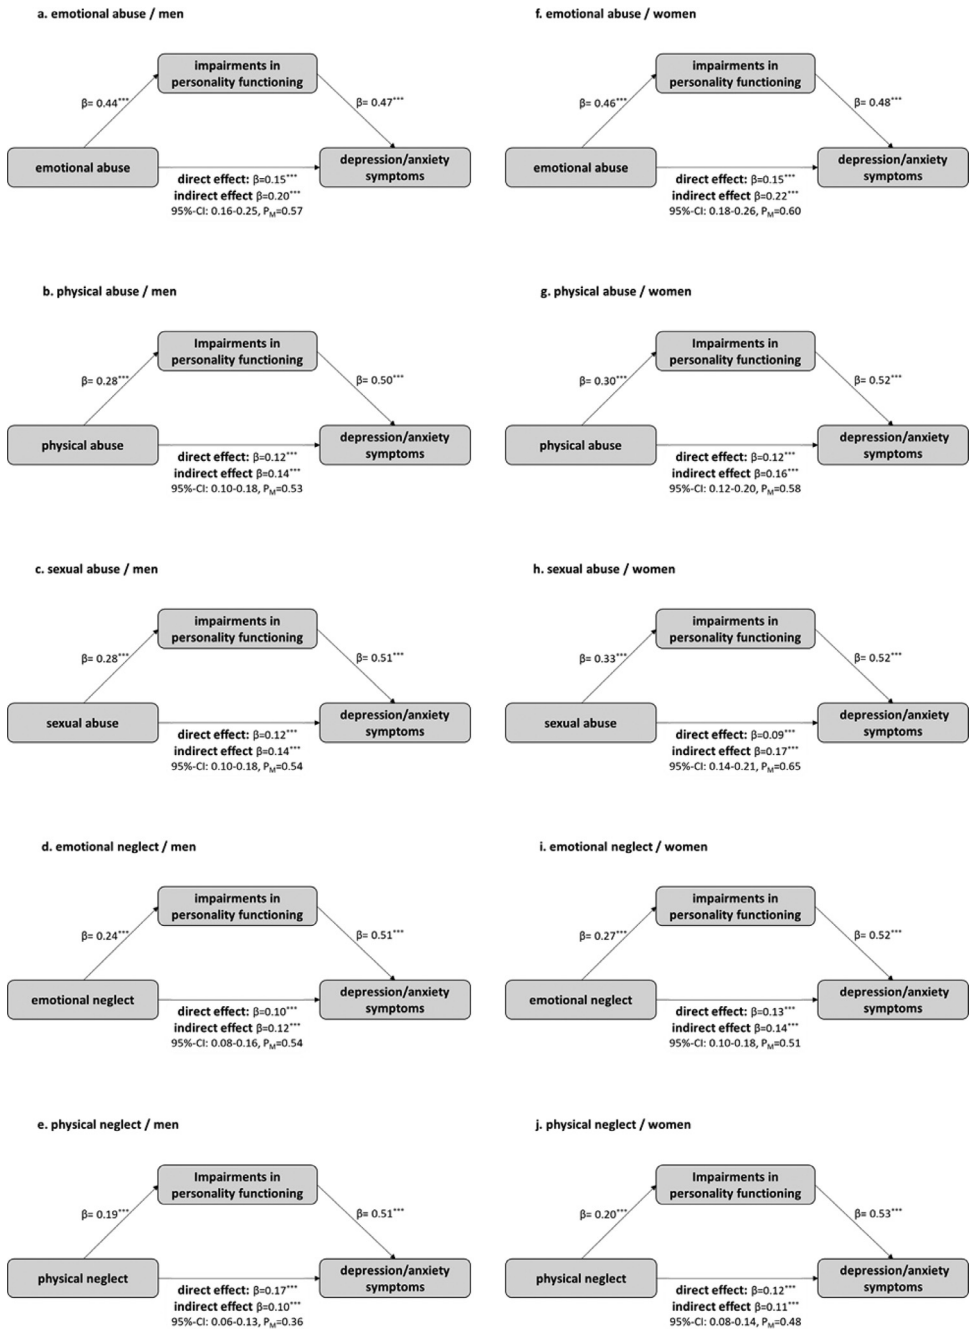 a. emotional abuse / men
impairments in
personality functioning
β= 0.44***
β= 0.47***
emotional abuse
depression/anxiety
symptoms
direct effect: β=0.15***
indirect effect β=0.20***
95%-CI: 0.16-0.25, PM=0.57
f. emotional abuse / women
impairments in
personality functioning
β= 0.46***
β= 0.48***
emotional abuse
depression/anxiety
symptoms
direct effect: β=0.15***
indirect effect β=0.22***
95%-CI: 0.18-0.26, PM=0.60
b. physical abuse / men
Impairments in
personality functioning
β= 0.28***
β= 0.50***
physical abuse
depression/anxiety
symptoms
direct effect: β=0.12***
indirect effect β=0.14***
95%-CI: 0.10-0.18, PM=0.53
g. physical abuse / women
Impairments in
personality functioning
β= 0.30***
β= 0.52***
physical abuse
depression/anxiety
symptoms
direct effect: β=0.12***
indirect effect β=0.16***
95%-CI: 0.12-0.20, PM=0.58
c. sexual abuse / men
impairments in
personality functioning
β= 0.28***
β= 0.51***
sexual abuse
depression/anxiety
symptoms
direct effect: β=0.12***
indirect effect β=0.14***
95%-CI: 0.10-0.18, PM=0.54
h. sexual abuse / women
impairments in
personality functioning
β= 0.33***
β= 0.52***
sexual abuse
depression/anxiety
symptoms
direct effect: β=0.09***
indirect effect β=0.17***
95%-CI: 0.14-0.21, PM=0.65
d. emotional neglect / men
impairments in
personality functioning
β= 0.24***
β= 0.51***
emotional neglect
depression/anxiety
symptoms
direct effect: β=0.10***
indirect effect β=0.12***
95%-CI: 0.08-0.16, PM=0.54
i. emotional neglect / women
impairments in
personality functioning
β= 0.27***
β= 0.52***
emotional neglect
depression/anxiety
symptoms
direct effect: β=0.13***
indirect effect β=0.14***
95%-CI: 0.10-0.18, PM=0.51
e. physical neglect / men
Impairments in
personality functioning
β= 0.19***
β= 0.51***
physical neglect
depression/anxiety
symptoms
direct effect: β=0.17***
indirect effect β=0.10***
95%-CI: 0.06-0.13, PM=0.36
j. physical neglect / women
Impairments in
personality functioning
β= 0.20***
β= 0.53***
physical neglect
depression/anxiety
symptoms
direct effect: β=0.12***
indirect effect β=0.11***
95%-CI: 0.08-0.14, PM=0.48